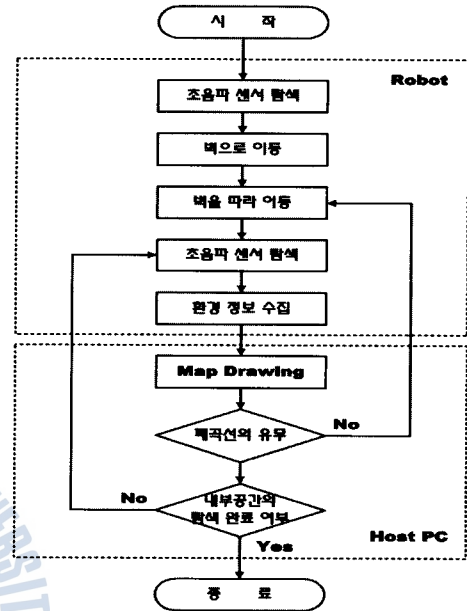 시 작
Robot
초음파 센서 탐색
벽으로 이동
벽을 따라 이동
초음파 센서 탐색
환경 정보 수집
Map Drawing
폐곡선의 유무
No
내부공간의
탐색 완료 여부
No
Yes
Host PC
종 료